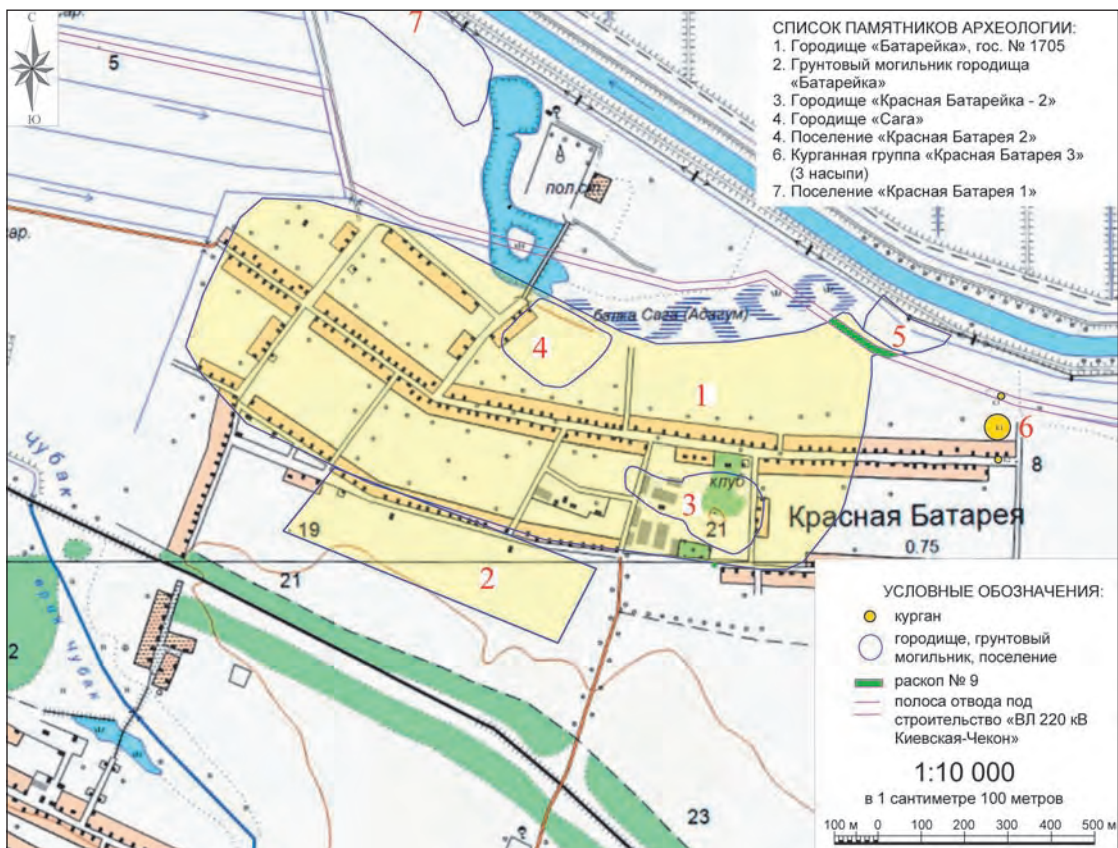 С
Ю
7
5
СПИСОК ПАМЯТНИКОВ АРХЕОЛОГИИ:
1. Городище «Батарейка», гос. № 1705
2. Грунтовый могильник городища
«Батарейка»
3. Городище «Красная Батарейка - 2»
4. Городище «Сага»
4. Поселение «Красная Батарея 2»
6. Курганная группа «Красная Батарея 3»
(3 насыпи)
7. Поселение «Красная Батарея 1»
пол.ст.
ар.
балка Сага (Адагум)
5
4
1
6
8
Чубак
клуб
3
21
Красная Батарея
0.75
19
2
21
ерик Чубак
2
23
УСЛОВНЫЕ ОБОЗНАЧЕНИЯ:
курган
городище, грунтовый
могильник, поселение
раскоп № 9
полоса отвода под
строительство «ВЛ 220 кВ
Киевская-Чекон»
1:10 000
в 1 сантиметре 100 метров
100 м 0 100 200 300 400 500 м